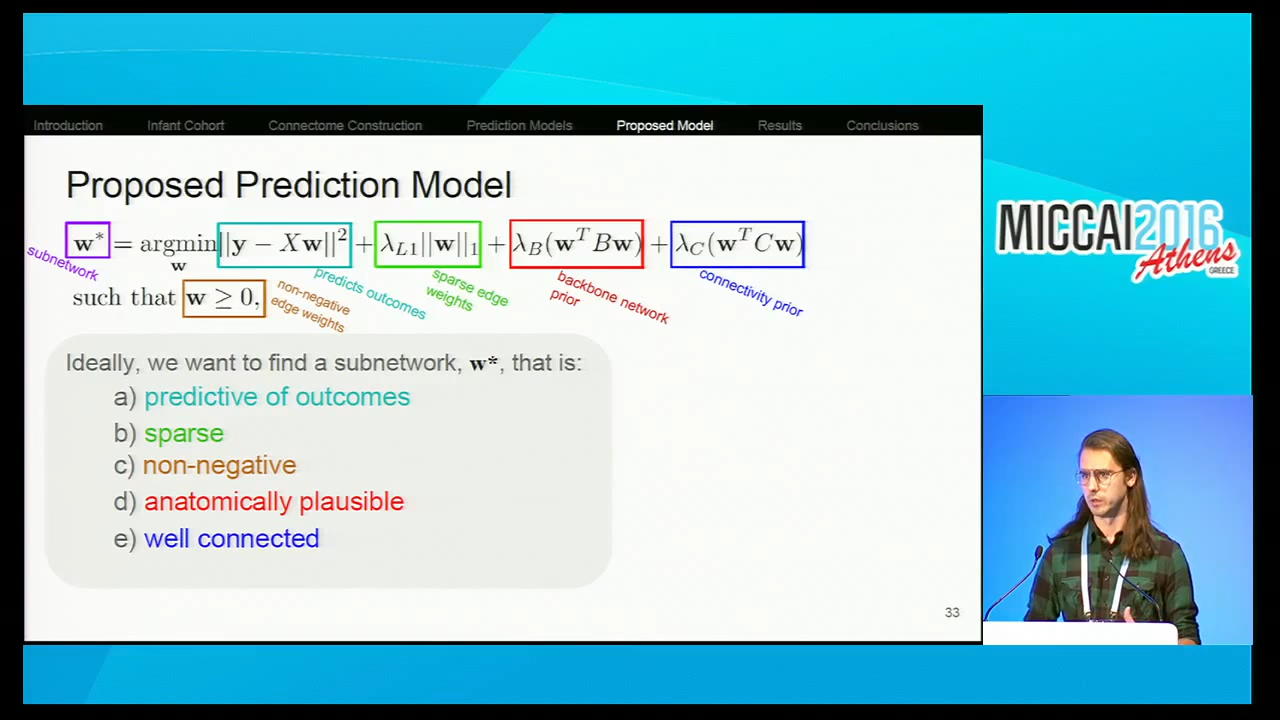 Introduction Infant Cohort Connectome Construction Prediction Models Proposed Model Results Conclusions
Proposed Prediction Model
w* = argmin ||y − Xw||² + λ_L1||w||₁ + λ_B(wᵀBw) + λ_C(wᵀCw)
w
subnetwork
predicts outcomes
sparse edge
weights
backbone network
prior
connectivity prior
such that w ≥ 0,
non-negative
edge weights
Ideally, we want to find a subnetwork, w*, that is:
a) predictive of outcomes
b) sparse
c) non-negative
d) anatomically plausible
e) well connected
33
MICCAI2016
Athens
GREECE